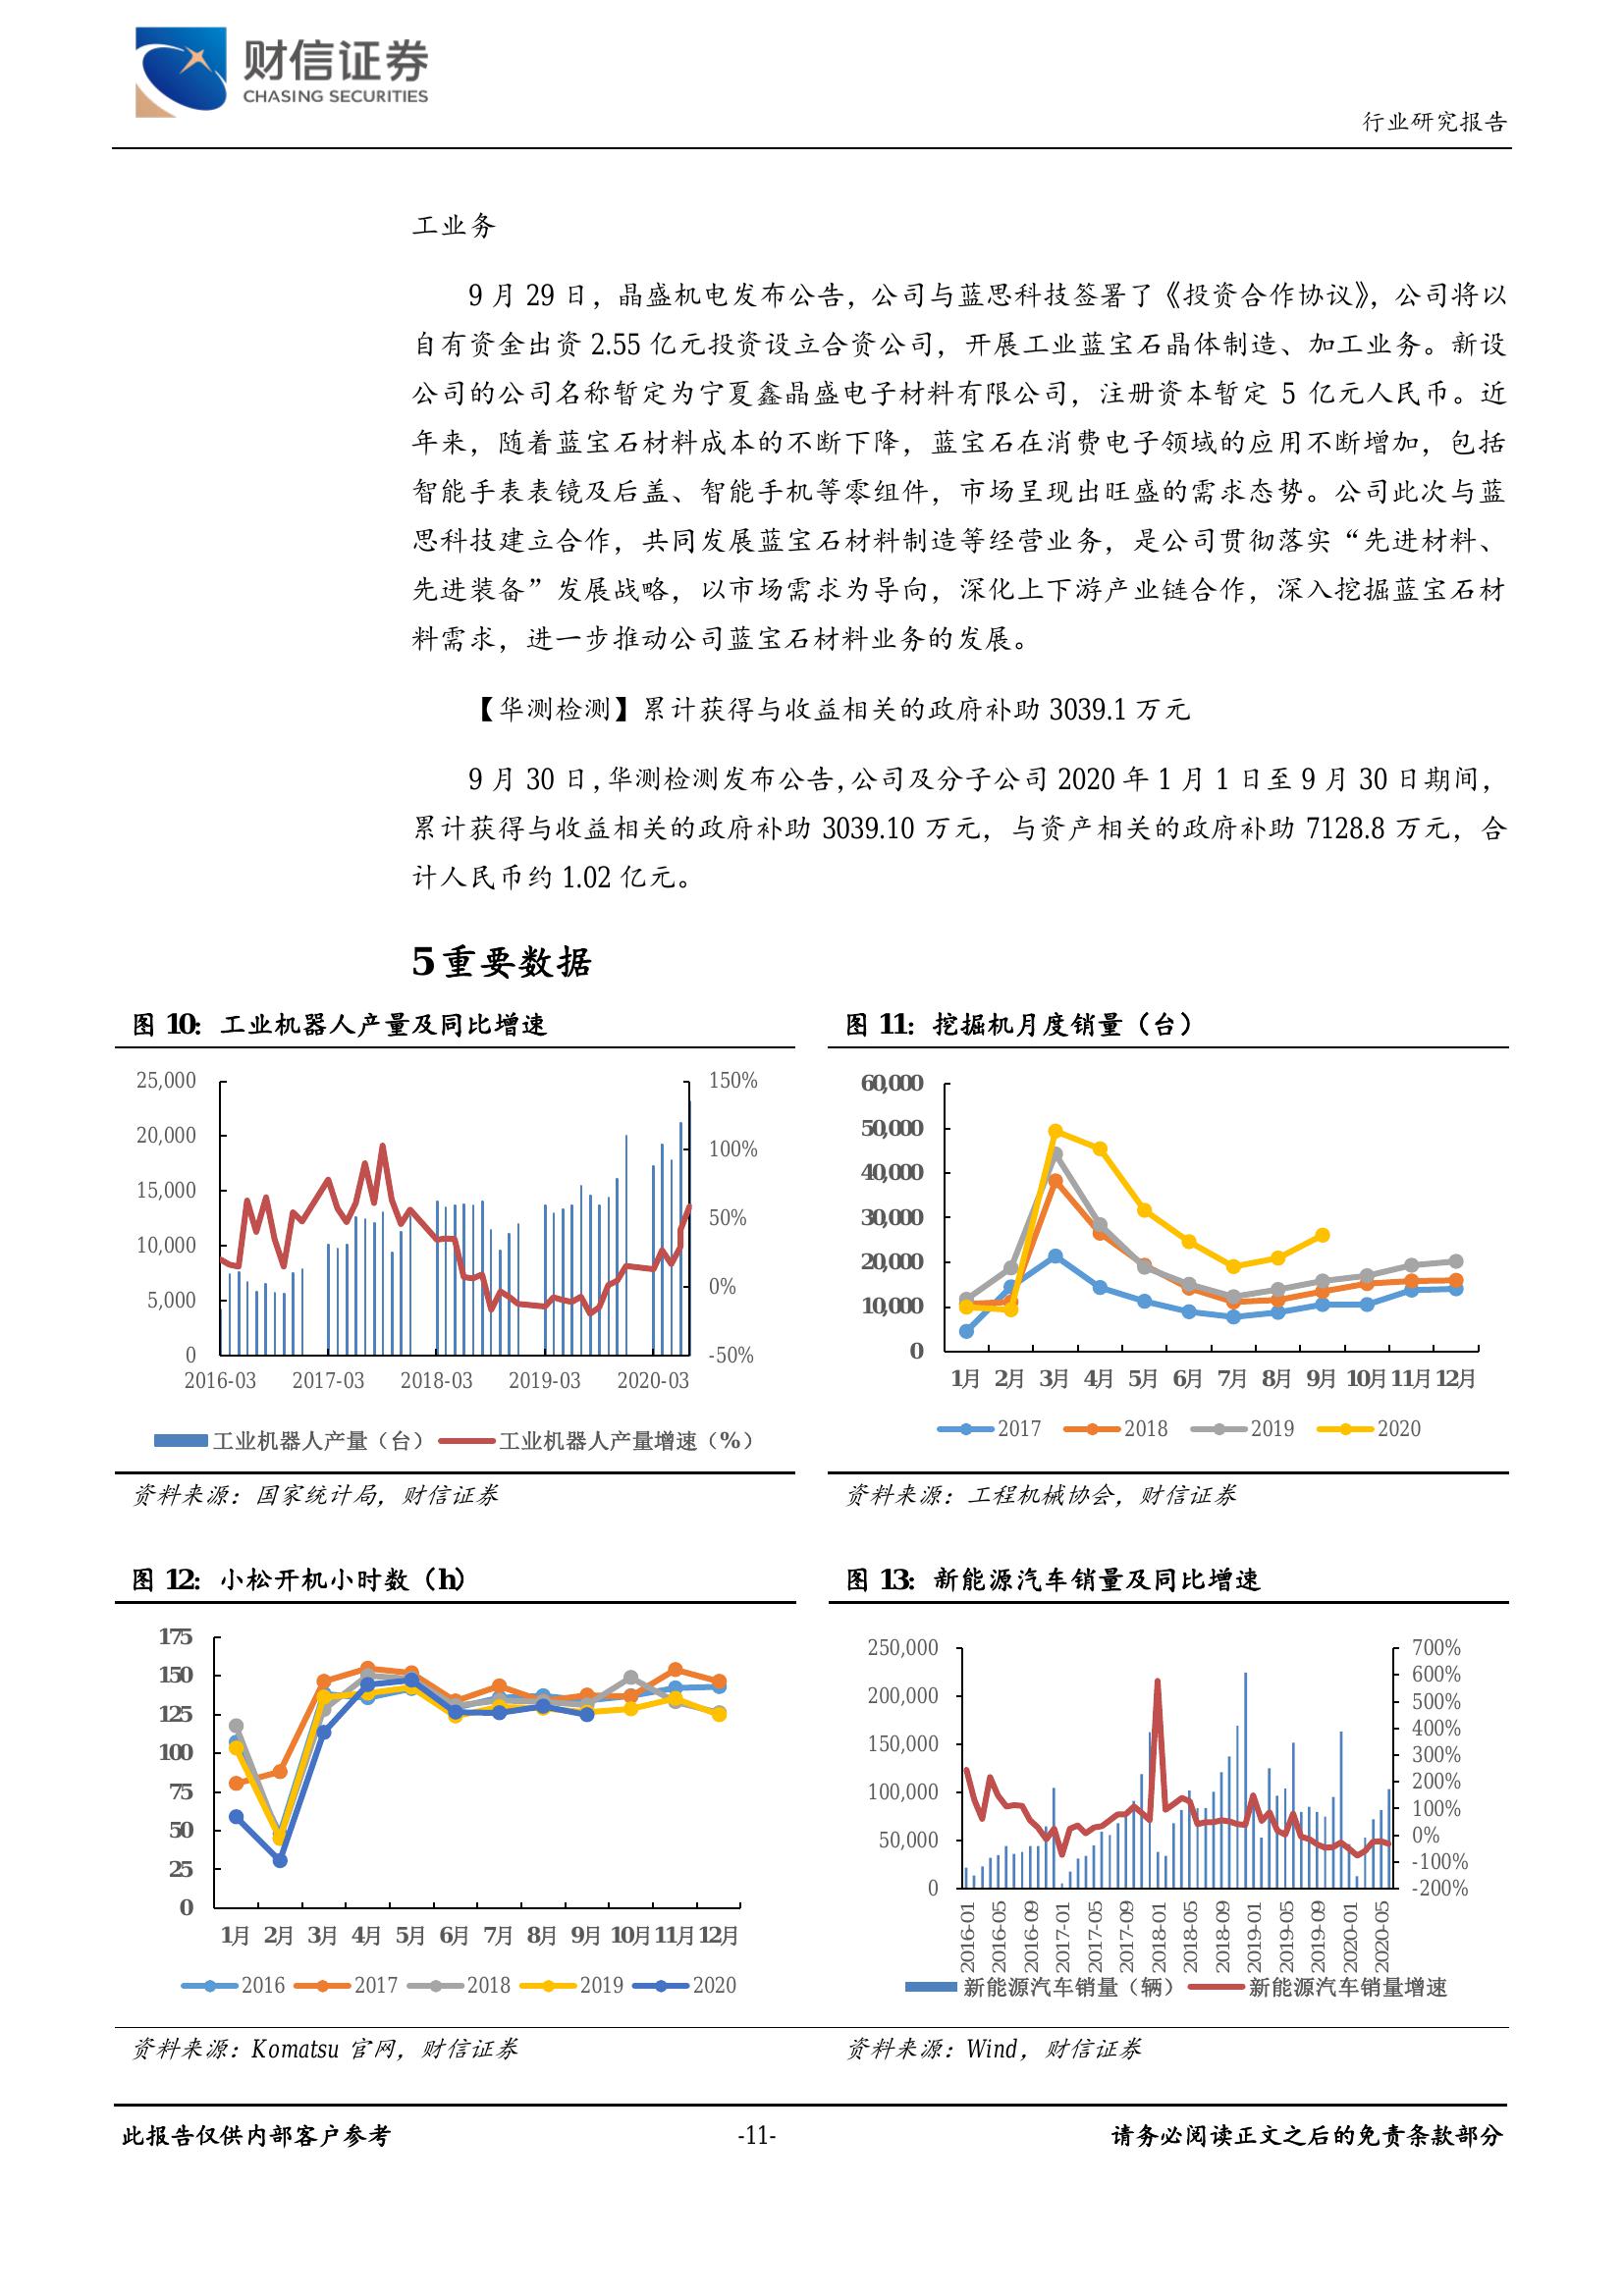 财信证券
CHASING SECURITIES
行业研究报告
工业务
9 月 29 日，晶盛机电发布公告，公司与蓝思科技签署了《投资合作协议》，公司将以
自有资金出资 2.55 亿元投资设立合资公司，开展工业蓝宝石晶体制造、加工业务。新设
公司的公司名称暂定为宁夏鑫晶盛电子材料有限公司，注册资本暂定 5 亿元人民币。近
年来，随着蓝宝石材料成本的不断下降，蓝宝石在消费电子领域的应用不断增加，包括
智能手表表镜及后盖、智能手机等零组件，市场呈现出旺盛的需求态势。公司此次与蓝
思科技建立合作，共同发展蓝宝石材料制造等经营业务，是公司贯彻落实“先进材料、
先进装备”发展战略，以市场需求为导向，深化上下游产业链合作，深入挖掘蓝宝石材
料需求，进一步推动公司蓝宝石材料业务的发展。
【华测检测】累计获得与收益相关的政府补助 3039.1 万元
9 月 30 日，华测检测发布公告，公司及分子公司 2020 年 1 月 1 日至 9 月 30 日期间，
累计获得与收益相关的政府补助 3039.10 万元，与资产相关的政府补助 7128.8 万元，合
计人民币约 1.02 亿元。
5 重要数据
图 10：工业机器人产量及同比增速
25,000
20,000
15,000
10,000
5,000
0
150%
100%
50%
0%
-50%
2016-03 2017-03 2018-03 2019-03 2020-03
工业机器人产量（台） 工业机器人产量增速（%）
资料来源：国家统计局，财信证券
图 11：挖掘机月度销量（台）
60,000
50,000
40,000
30,000
20,000
10,000
0
1月 2月 3月 4月 5月 6月 7月 8月 9月 10月 11月 12月
2017 2018 2019 2020
资料来源：工程机械协会，财信证券
图 12：小松开机小时数（h）
175
150
125
100
75
50
25
0
1月 2月 3月 4月 5月 6月 7月 8月 9月 10月 11月 12月
2016 2017 2018 2019 2020
资料来源：Komatsu 官网，财信证券
图 13：新能源汽车销量及同比增速
250,000
200,000
150,000
100,000
50,000
0
700%
600%
500%
400%
300%
200%
100%
0%
-100%
-200%
2016-01 2016-05 2016-09 2017-01 2017-05 2017-09 2018-01 2018-05 2018-09 2019-01 2019-05 2019-09 2020-01 2020-05
新能源汽车销量（辆） 新能源汽车销量增速
资料来源：Wind，财信证券
此报告仅供内部客户参考
-11-
请务必阅读正文之后的免责条款部分